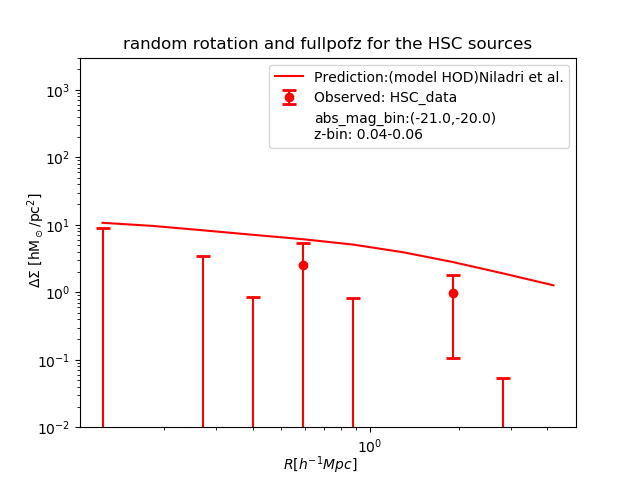 random rotation and fullpofz for the HSC sources
Prediction:(model HOD)Niladri et al.
Observed: HSC_data
abs_mag_bin:(-21.0,-20.0)
z-bin: 0.04-0.06
ΔΣ [hM⊙/pc²]
10³
10²
10¹
10⁰
10⁻¹
10⁻²
10⁰
R[h⁻¹Mpc]